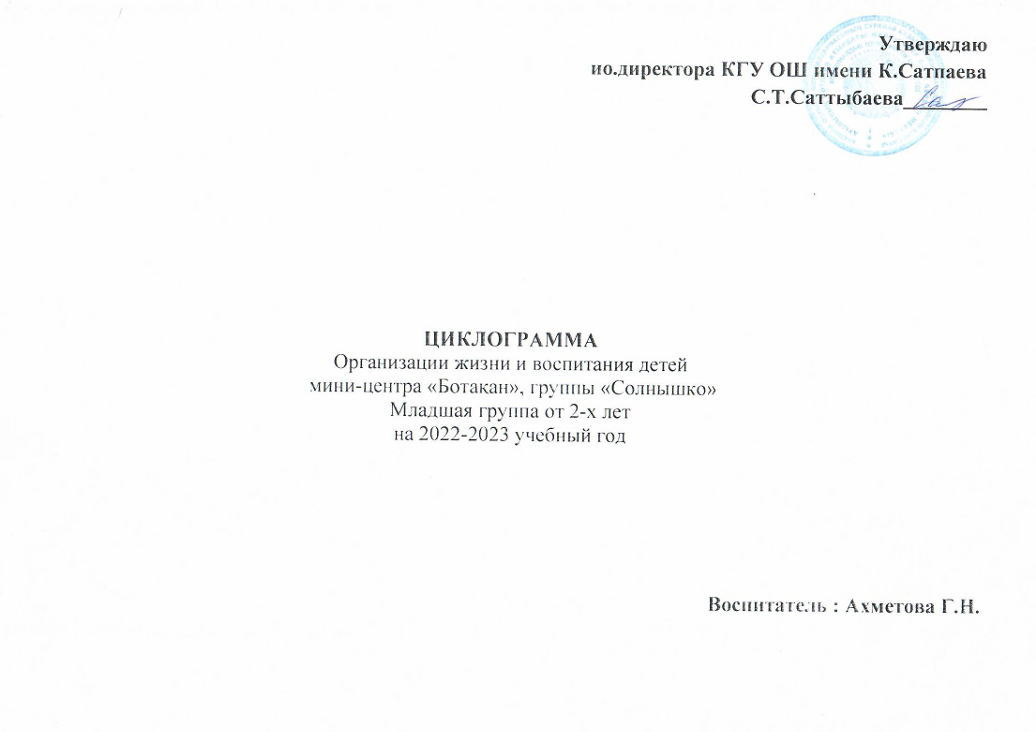 Утверждаю
ио.директора КГУ ОШ имени К.Сатпаева
С.Т.Саттыбаева
ЦИКЛОГРАММА
Организации жизни и воспитания детей
мини-центра «Ботақан», группы «Солнышко»
Младшая группа от 2-х лет
на 2022-2023 учебный год
Воспитатель : Ахметова Г.Н.